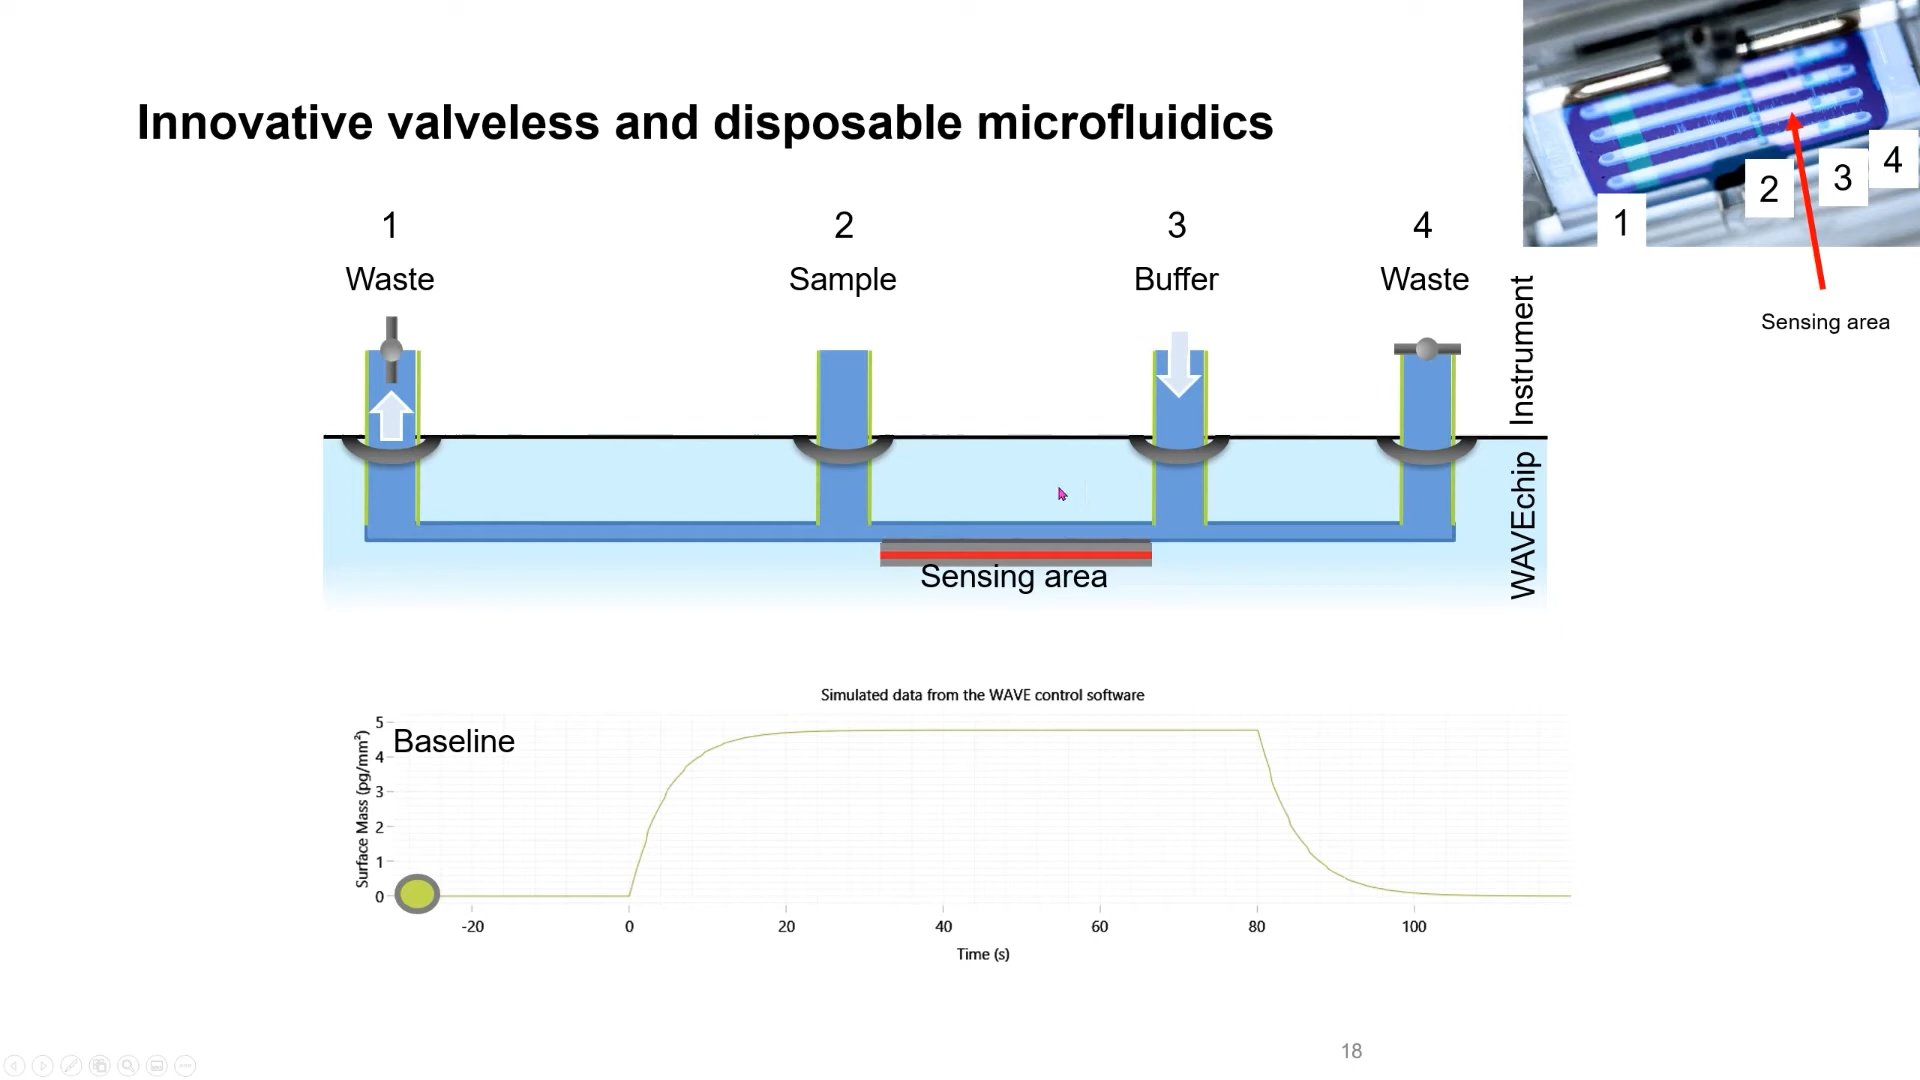 Innovative valveless and disposable microfluidics
1 2 3 4
Waste Sample Buffer Waste
Instrument
WAVEchip
Sensing area
1 2 3 4
Sensing area
Simulated data from the WAVE control software
Baseline
Surface Mass (pg/mm²)
5
4
3
2
1
0
-20 0 20 40 60 80 100
Time (s)
18